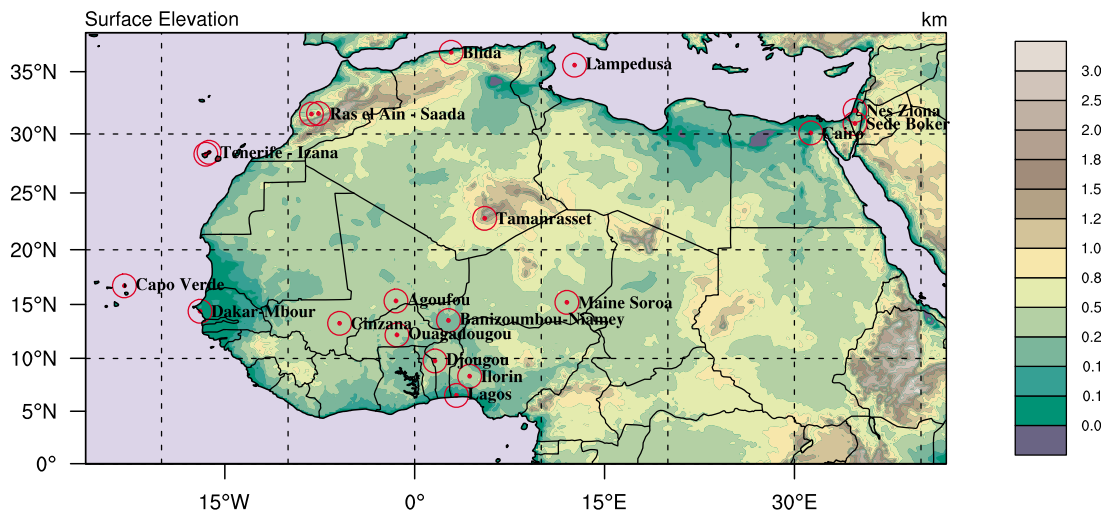 Surface Elevation
km
35°N
30°N
25°N
20°N
15°N
10°N
5°N
0°
15°W
0°
15°E
30°E
Blida
Lampedusa
Ras el Ain - Saada
Nes Ziona
Sede Boker
Cairo
Tenerife - Izana
Tamanrasset
Capo Verde
Dakar-Mbour
Agoufou
Maine Soroa
Cinzana
Banizoumbou-Niamey
Ouagadougou
Djougou
Ilorin
Lagos
3.0
2.5
2.0
1.8
1.5
1.2
1.0
0.8
0.5
0.2
0.1
0.1
0.0